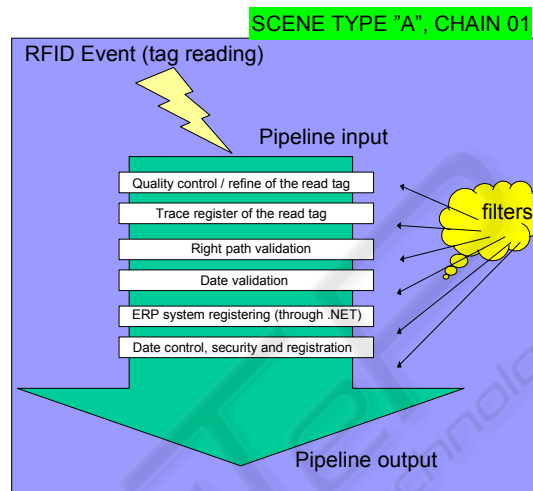 SCENE TYPE ”A”, CHAIN 01
RFID Event (tag reading)
Pipeline input
Quality control / refine of the read tag
filters
Trace register of the read tag
Right path validation
Date validation
ERP system registering (through .NET)
Date control, security and registration
Pipeline output